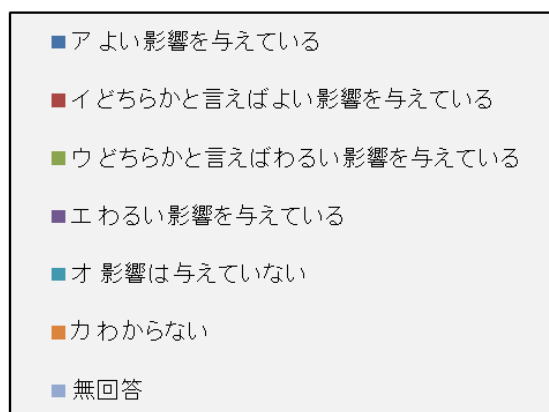 ア よい影響を与えている
イ どちらかと言えばよい影響を与えている
ウ どちらかと言えばわるい影響を与えている
エ わるい影響を与えている
オ 影響は与えていない
カ わからない
無回答